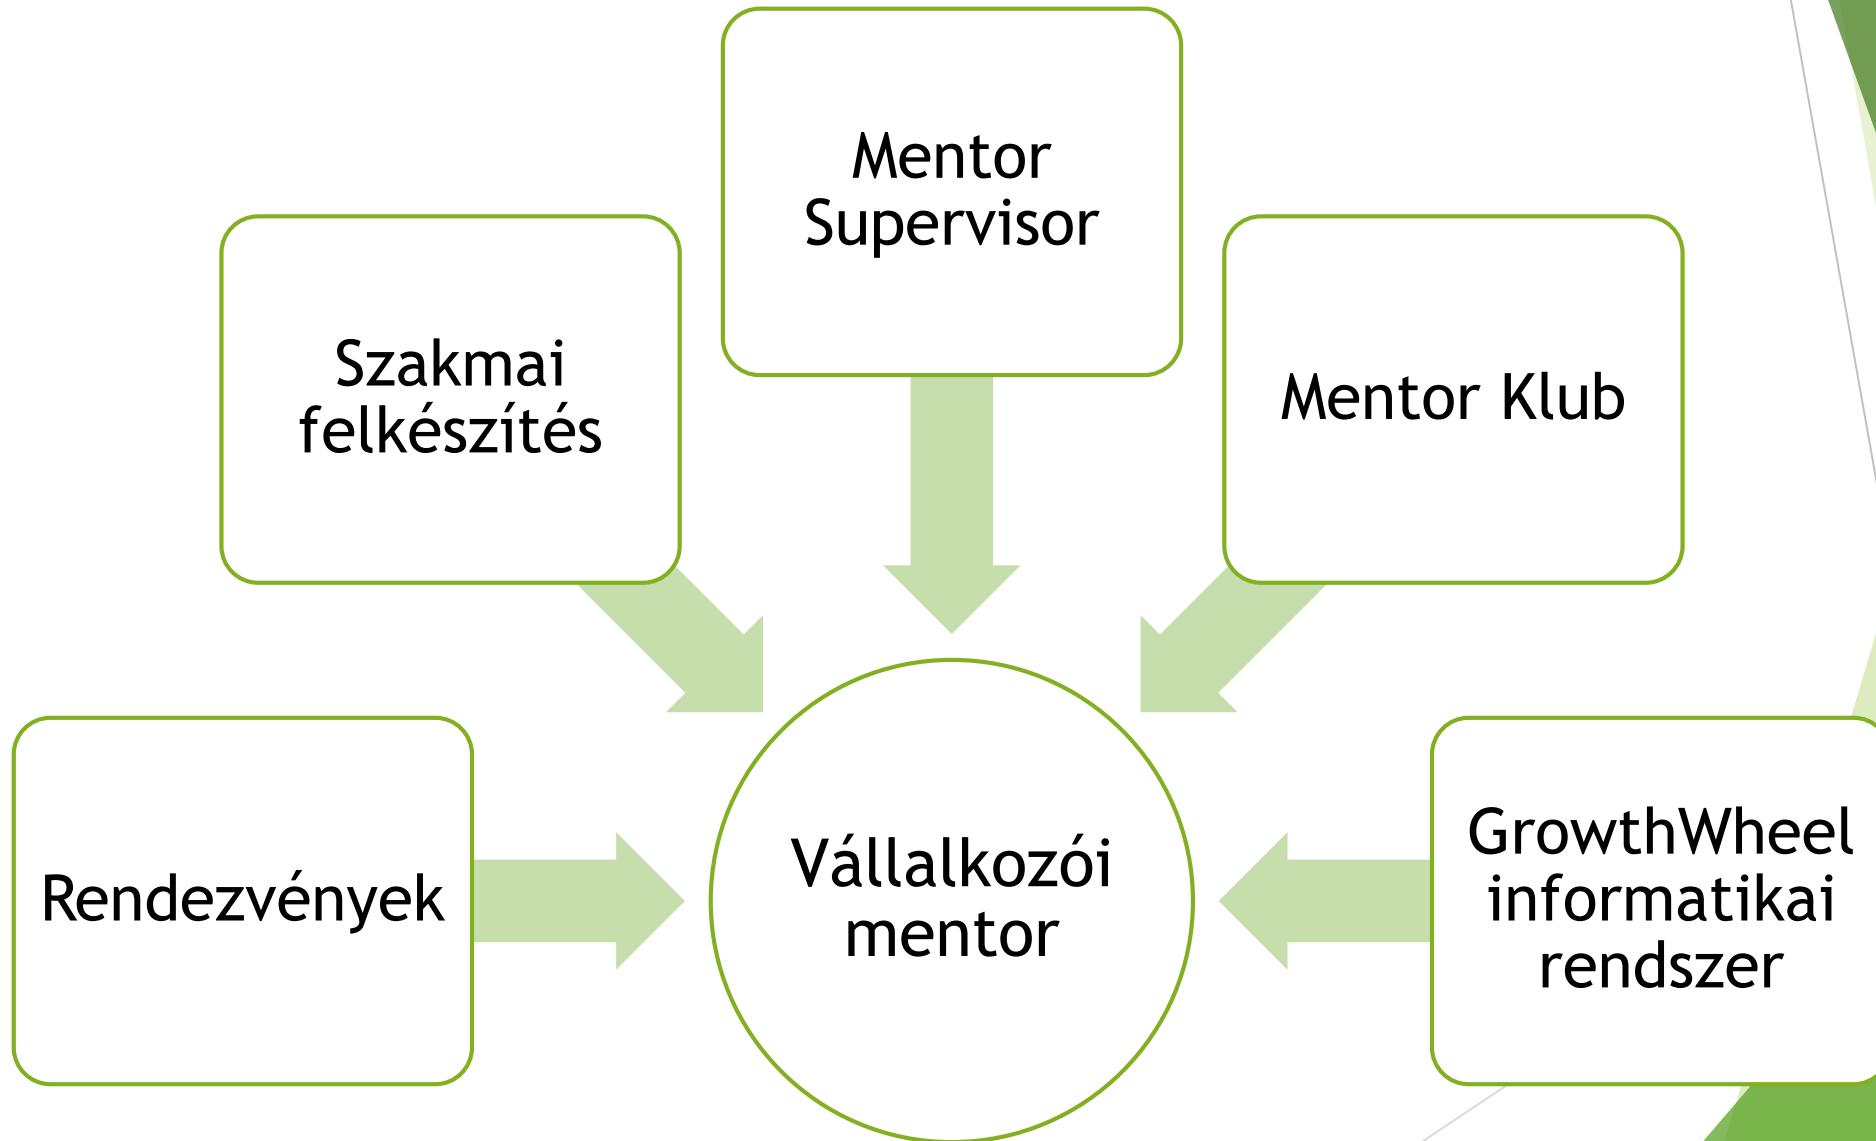 Mentor
Supervisor
Szakmai
felkészítés
Mentor Klub
Rendezvények
Vállalkozói
mentor
GrowthWheel
informatikai
rendszer